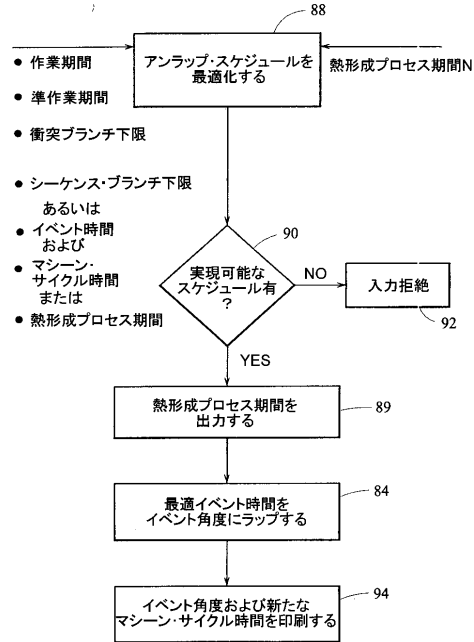 88
アンラップ・スケジュールを
最適化する
熱形成プロセス期間N
● 作業期間
● 準作業期間
● 衝突ブランチ下限
● シーケンス・ブランチ下限
あるいは
● イベント時間
および
● マシーン・
サイクル時間
または
● 熱形成プロセス期間
90
実現可能な
スケジュール有
?
NO
入力拒絶
92
YES
熱形成プロセス期間を
出力する
89
最適イベント時間を
イベント角度にラップする
84
イベント角度および新たな
マシーン・サイクル時間を印刷する
94